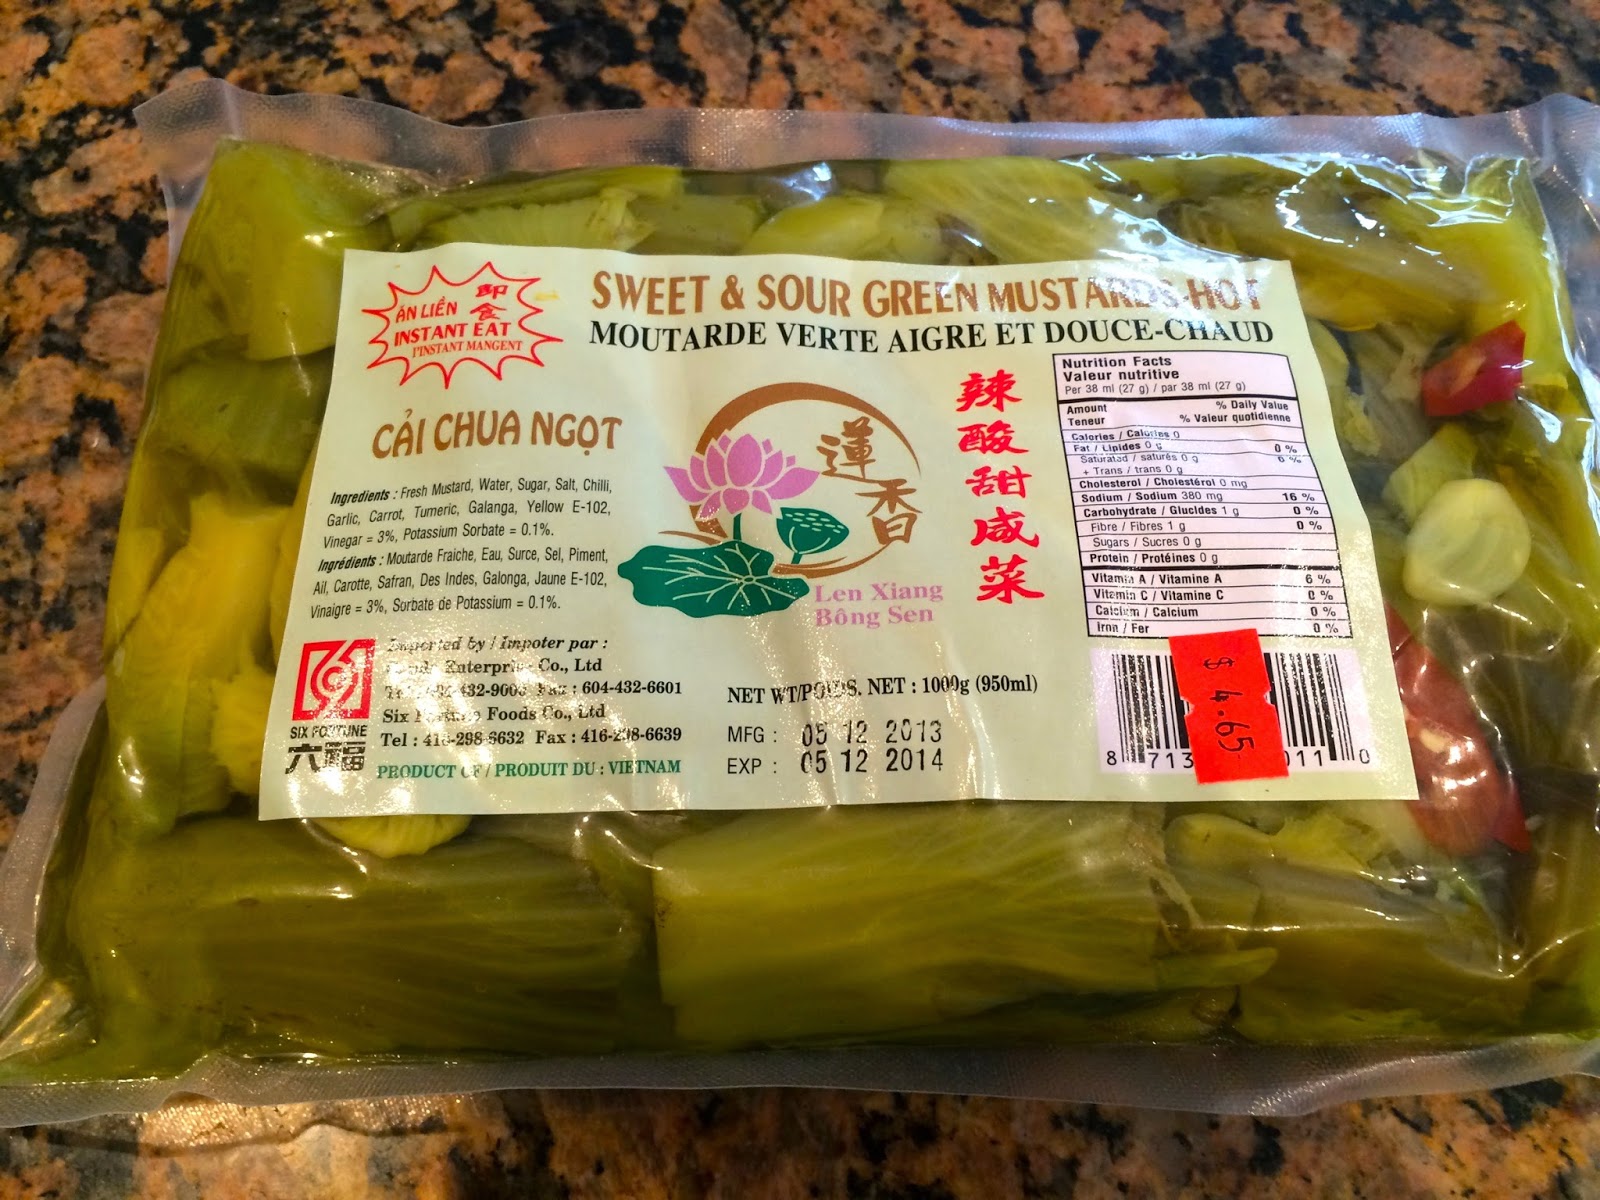 ĂN LIỀN 即食
INSTANT EAT
l'INSTANT MANGENT
SWEET & SOUR GREEN MUSTARDS-HOT
MOUTARDE VERTE AIGRE ET DOUCE-CHAUD
CẢI CHUA NGỌT
Ingredients : Fresh Mustard, Water, Sugar, Salt, Chilli,
Garlic, Carrot, Tumeric, Galanga, Yellow E-102,
Vinegar = 3%, Potassium Sorbate = 0.1%.
Ingrédients : Moutarde Fraiche, Eau, Surce, Sel, Piment,
Ail, Carotte, Safran, Des Indes, Galonga, Jaune E-102,
Vinaigre = 3%, Sorbate de Potassium = 0.1%.
蓮香
Len Xiang
Bông Sen
辣酸甜咸菜
Nutrition Facts
Valeur nutritive
Per 38 ml (27 g) / par 38 ml (27 g)
Amount % Daily Value
Teneur % Valeur quotidienne
Calories / Calories 0
Fat / Lipides 0 g 0 %
Saturated / saturés 0 g 0 %
+ Trans / trans 0 g
Cholesterol / Cholestérol 0 mg
Sodium / Sodium 380 mg 16 %
Carbohydrate / Glucides 1 g 0 %
Fibre / Fibres 1 g 0 %
Sugars / Sucres 0 g
Protein / Protéines 0 g
Vitamin A / Vitamine A 6 %
Vitamin C / Vitamine C 0 %
Calcium / Calcium 0 %
Iron / Fer 0 %
SIX FORTUNE
六福
Imported by / Impoter par :
Enterprise Co., Ltd
Fax : 604-432-6601
Six Fortune Foods Co., Ltd
Tel : 416-298-6632 Fax : 416-298-6639
PRODUCT OF / PRODUIT DU : VIETNAM
NET WT/POIDS. NET : 1000g (950ml)
MFG : 05 12 2013
EXP : 05 12 2014
$ 4.65
8 713 011 0